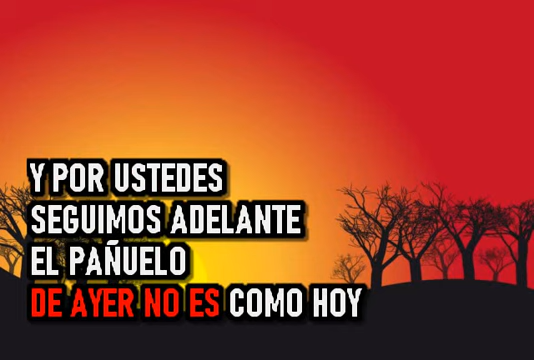 Y POR USTEDES
SEGUIMOS ADELANTE
EL PAÑUELO
DE AYER NO ES COMO HOY